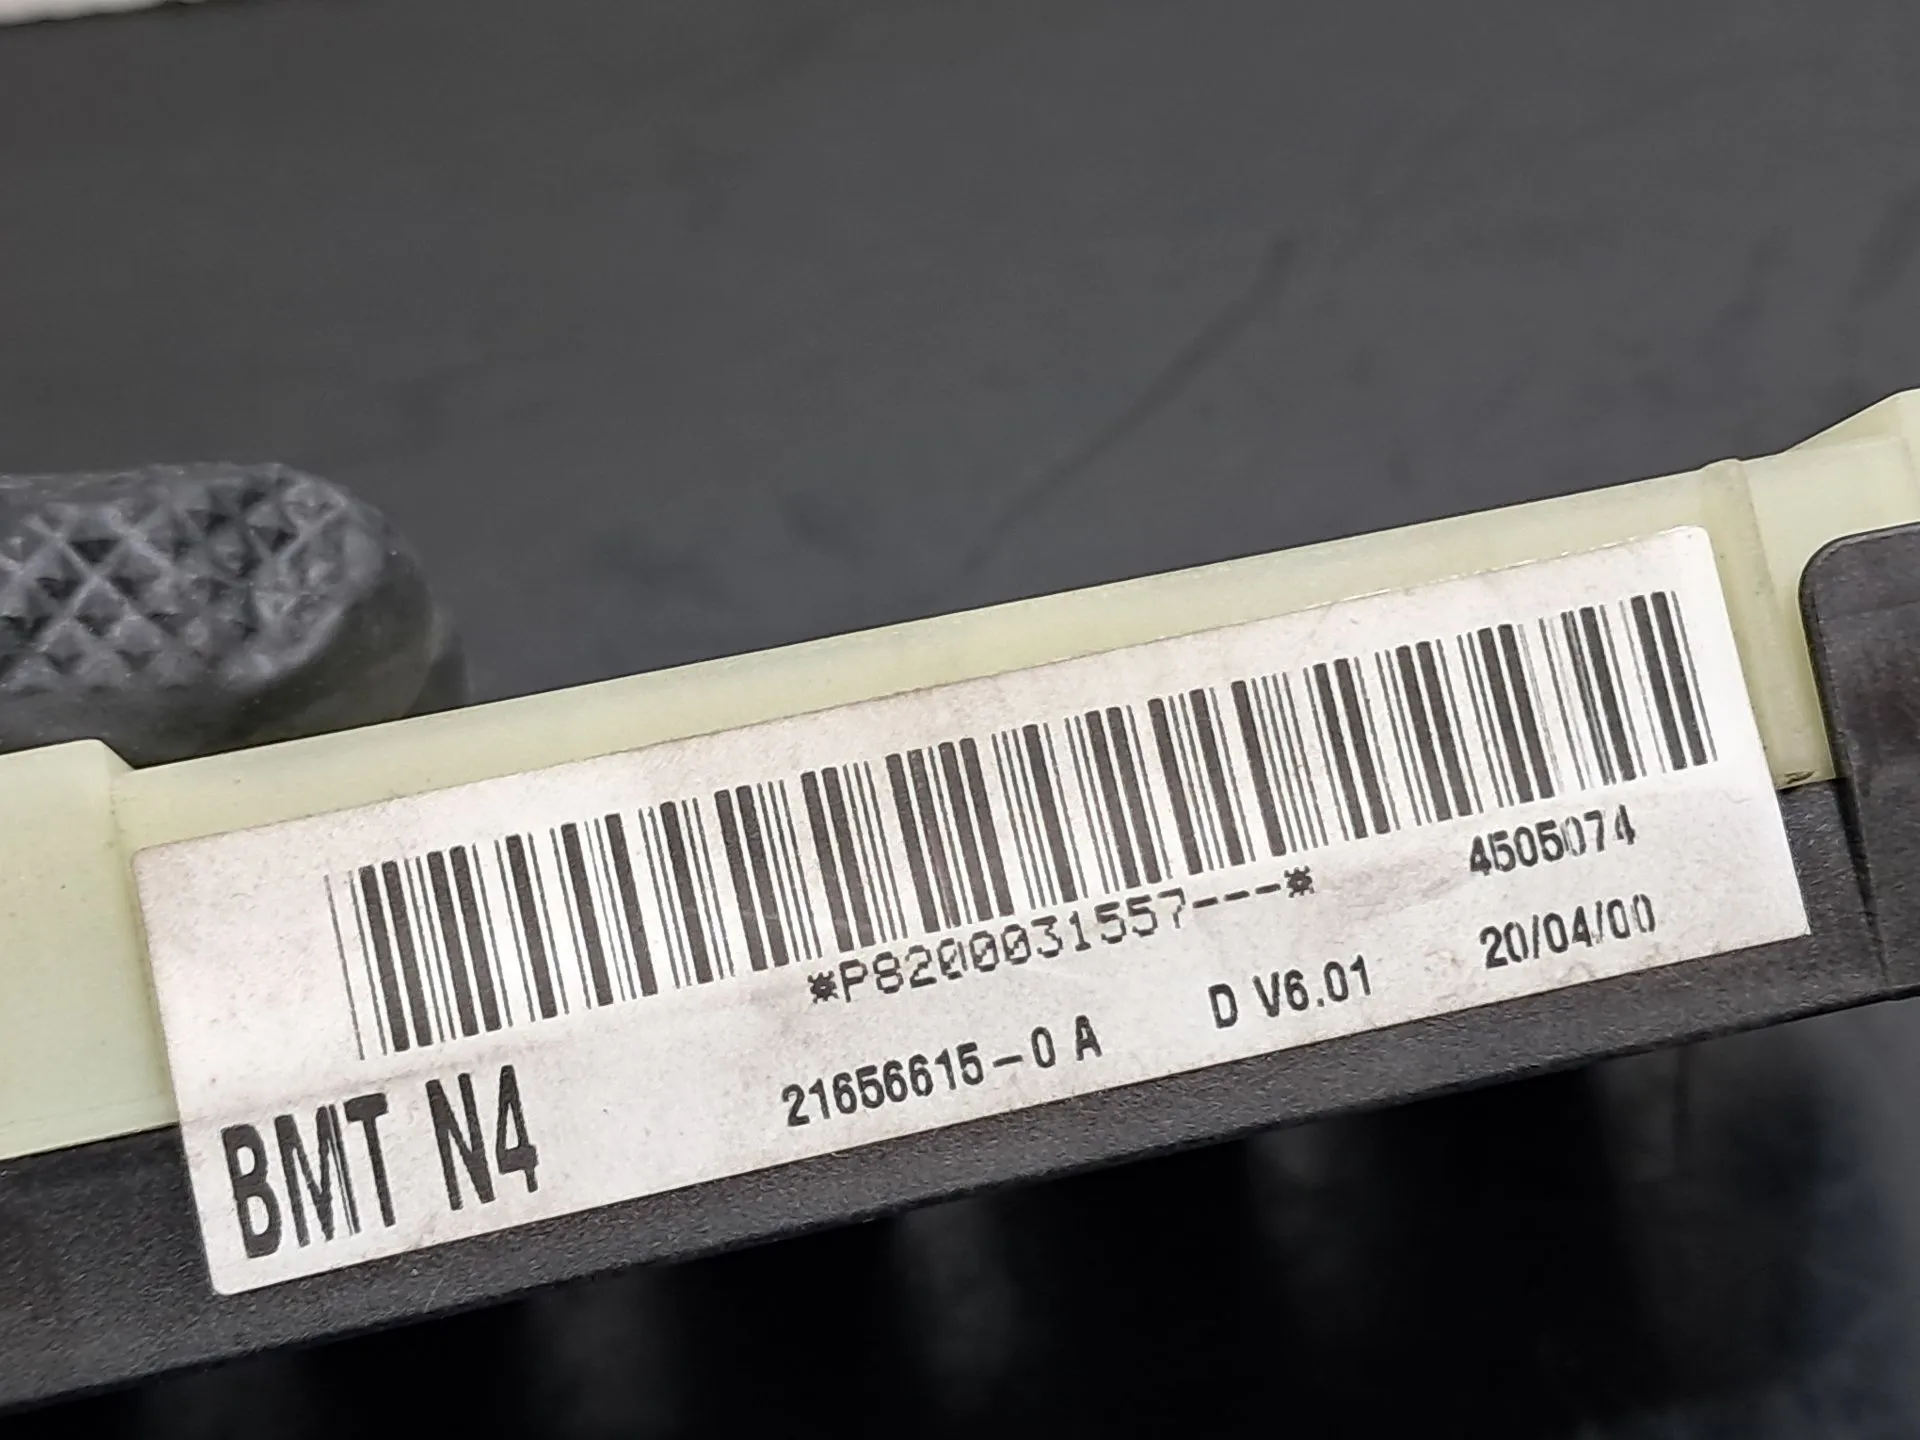 *P8200031557---* 4505074
21656615-0 A D V6.01 20/04/00
BMT N4